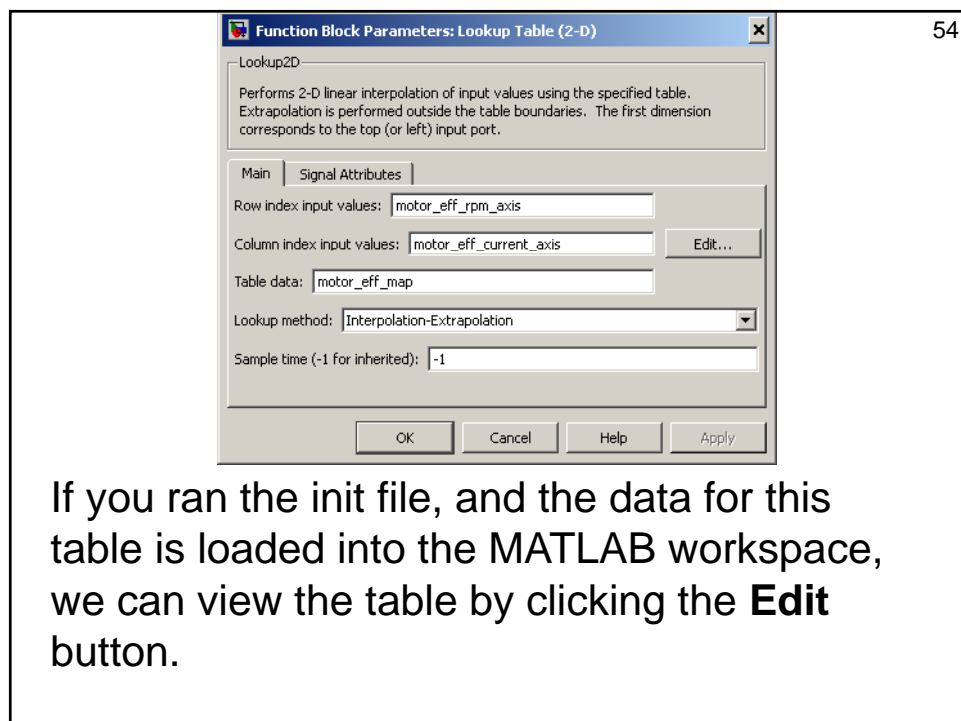 54
Function Block Parameters: Lookup Table (2-D)
Lookup2D
Performs 2-D linear interpolation of input values using the specified table.
Extrapolation is performed outside the table boundaries. The first dimension
corresponds to the top (or left) input port.
Main Signal Attributes
Row index input values: motor_eff_rpm_axis
Column index input values: motor_eff_current_axis Edit...
Table data: motor_eff_map
Lookup method: Interpolation-Extrapolation
Sample time (-1 for inherited): -1
OK Cancel Help Apply
If you ran the init file, and the data for this
table is loaded into the MATLAB workspace,
we can view the table by clicking the Edit
button.